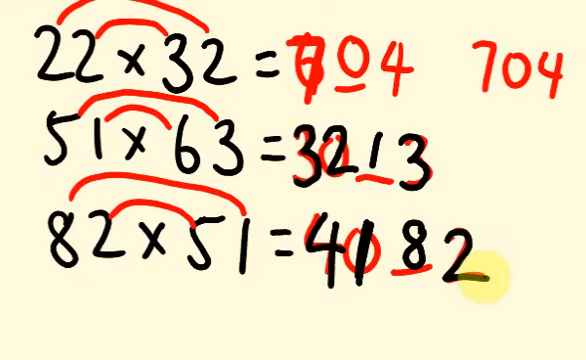 22 x 32 = 704 704
51 x 63 = 3213
82 x 51 = 4182